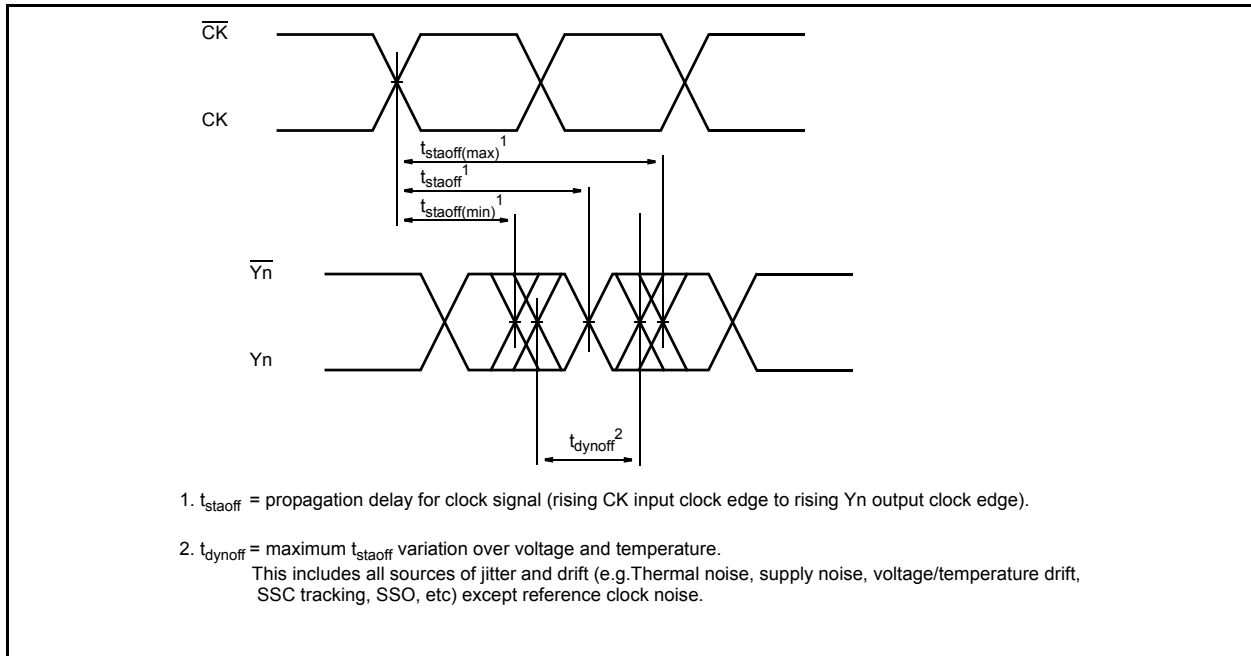 C̅K̅
CK
tstaoff(max)1
tstaoff1
tstaoff(min)1
Y̅n̅
Yn
tdynoff2
1. tstaoff = propagation delay for clock signal (rising CK input clock edge to rising Yn output clock edge).
2. tdynoff = maximum tstaoff variation over voltage and temperature.
This includes all sources of jitter and drift (e.g.Thermal noise, supply noise, voltage/temperature drift,
SSC tracking, SSO, etc) except reference clock noise.